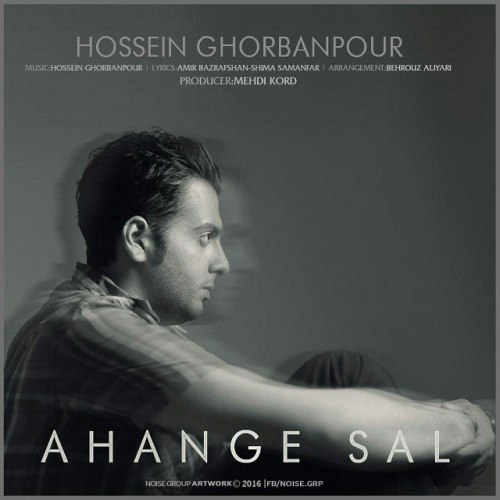 HOSSEIN GHORBANPOUR
MUSIC:HOSSEIN GHORBANPOUR | LYRICS:AMIR BAZRAFSHAN-SHIMA SAMANFAR | ARRANGEMENT:BEHROUZ ALIYARI
PRODUCER:MEHDI KORD
AHANGE SAL
NOISE GROUP ARTWORK© 2016 |FB/NOISE.GRP